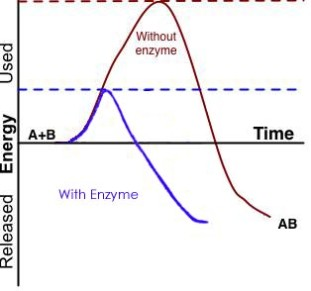 Without
enzyme
Used
A+B
Time
Energy
With Enzyme
Released
AB